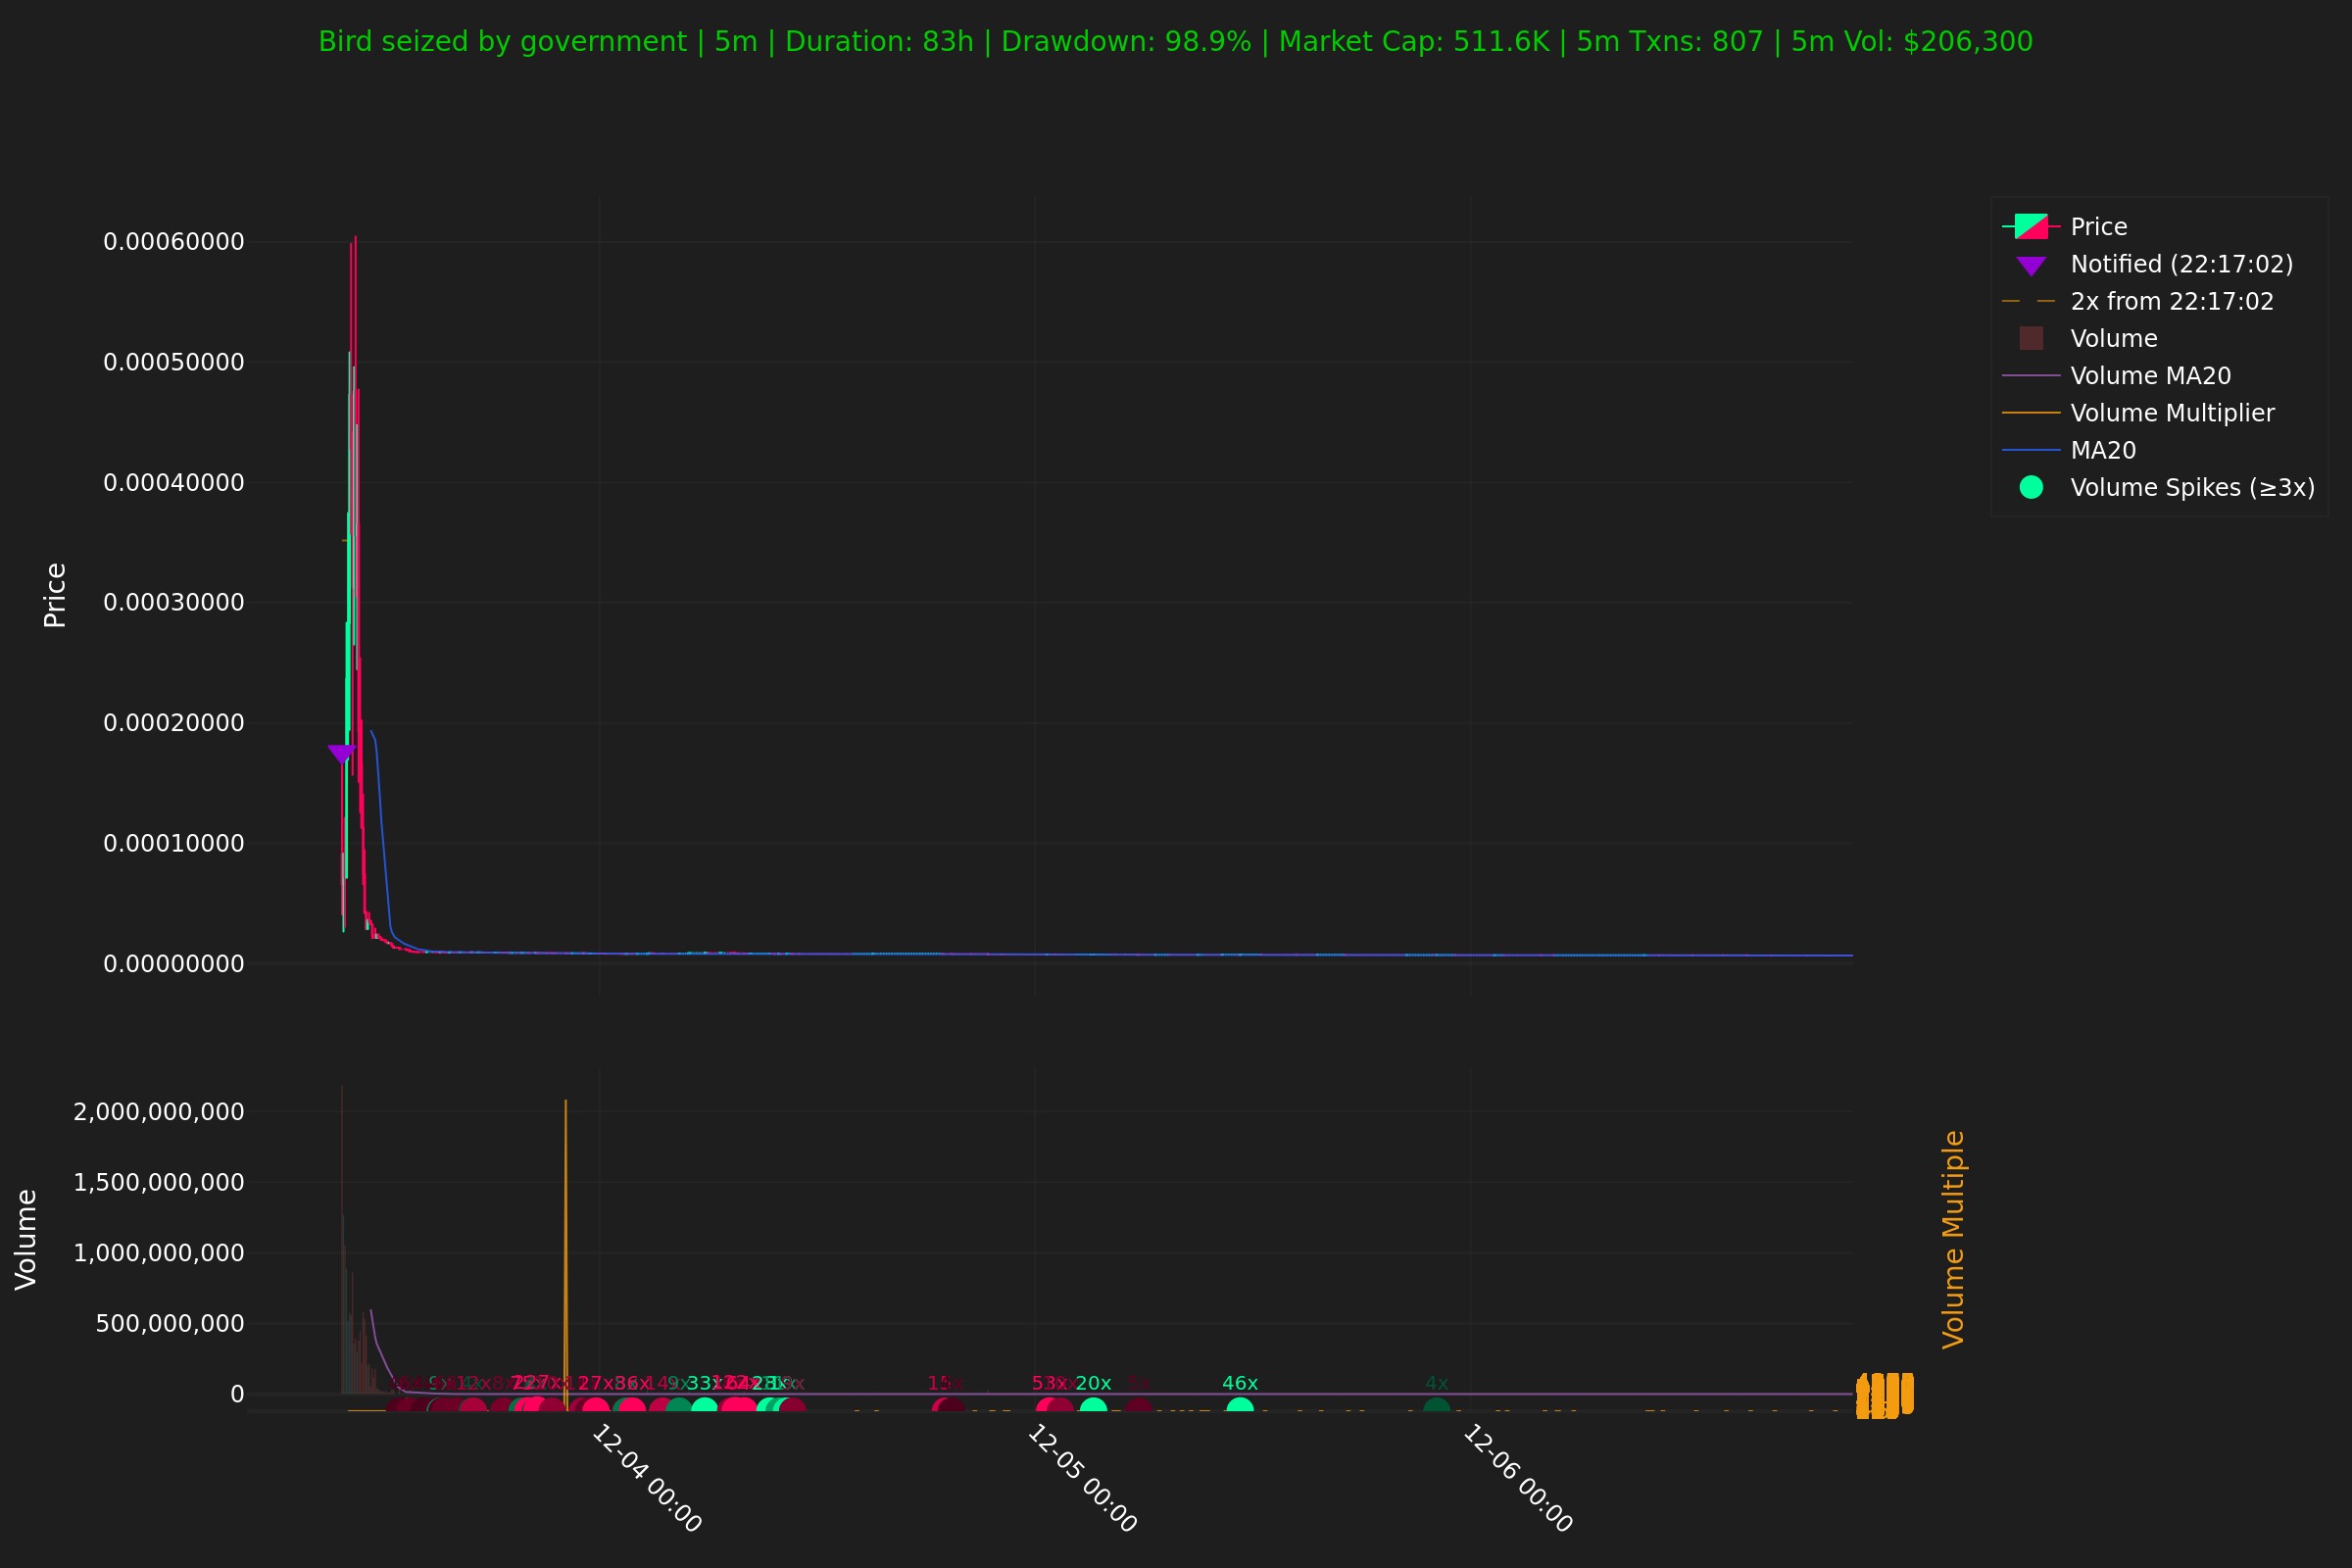 Bird seized by government | 5m | Duration: 83h | Drawdown: 98.9% | Market Cap: 511.6K | 5m Txns: 807 | 5m Vol: $206,300
Price
0.00060000
0.00050000
0.00040000
0.00030000
0.00020000
0.00010000
0.00000000
Price
Notified (22:17:02)
2x from 22:17:02
Volume
Volume MA20
Volume Multiplier
MA20
Volume Spikes (≥3x)
Volume
2,000,000,000
1,500,000,000
1,000,000,000
500,000,000
0
27x
33x
20x
46x
4x
Volume Multiple
12-04 00:00
12-05 00:00
12-06 00:00